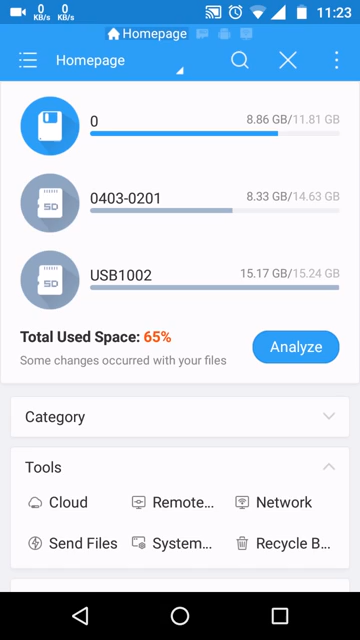 0 KB/s 0 KB/s 11:23
Homepage
Homepage
0 8.86 GB/11.81 GB
0403-0201 8.33 GB/14.63 GB
SD
USB1002 15.17 GB/15.24 GB
SD
Total Used Space: 65%
Analyze
Some changes occurred with your files
Category
Tools
Cloud Remote... Network
Send Files System... Recycle B...